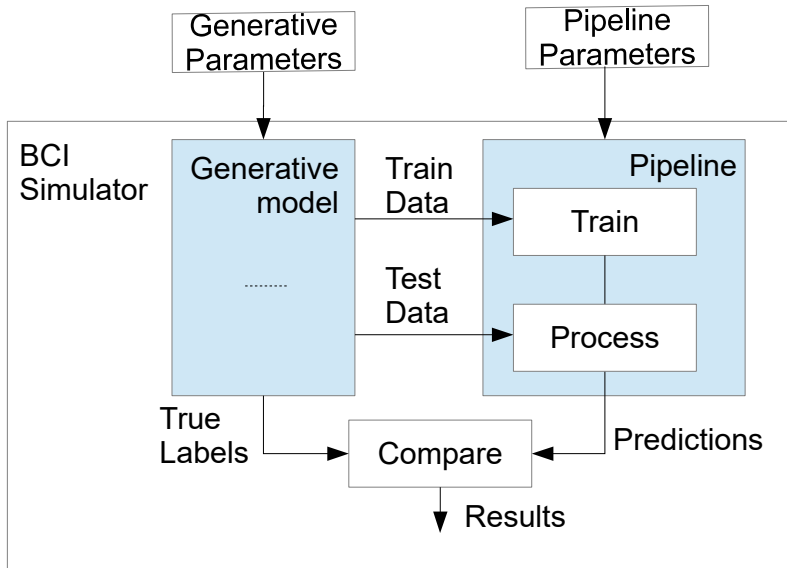 Generative
Parameters
Pipeline
Parameters
BCI
Simulator
Generative
model
Train
Data
Pipeline
Train
Test
Data
Process
True
Labels
Compare
Predictions
Results